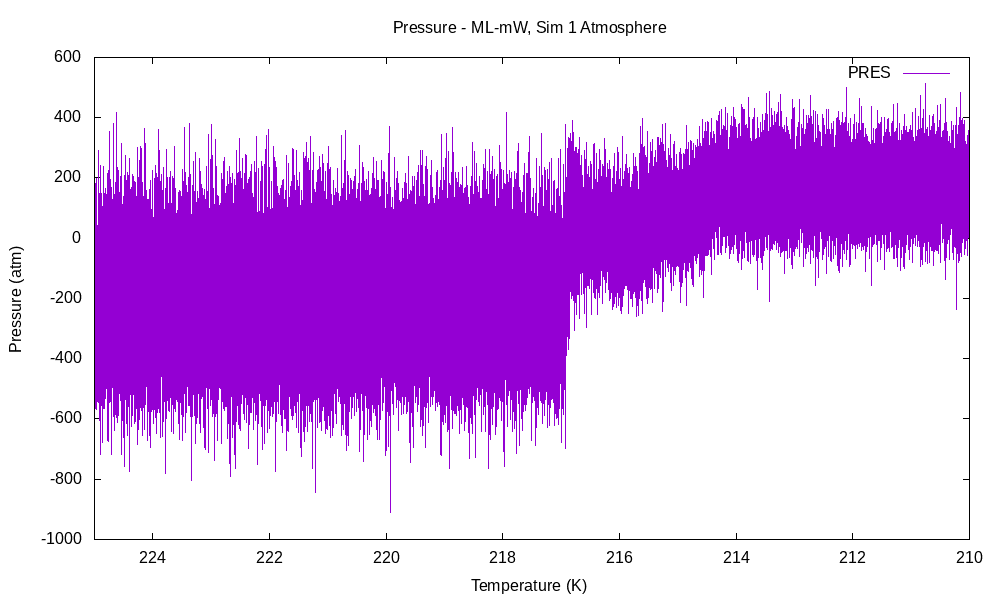 Pressure - ML-mW, Sim 1 Atmosphere
PRES
600
400
200
0
-200
-400
-600
-800
-1000
Pressure (atm)
224 222 220 218 216 214 212 210
Temperature (K)